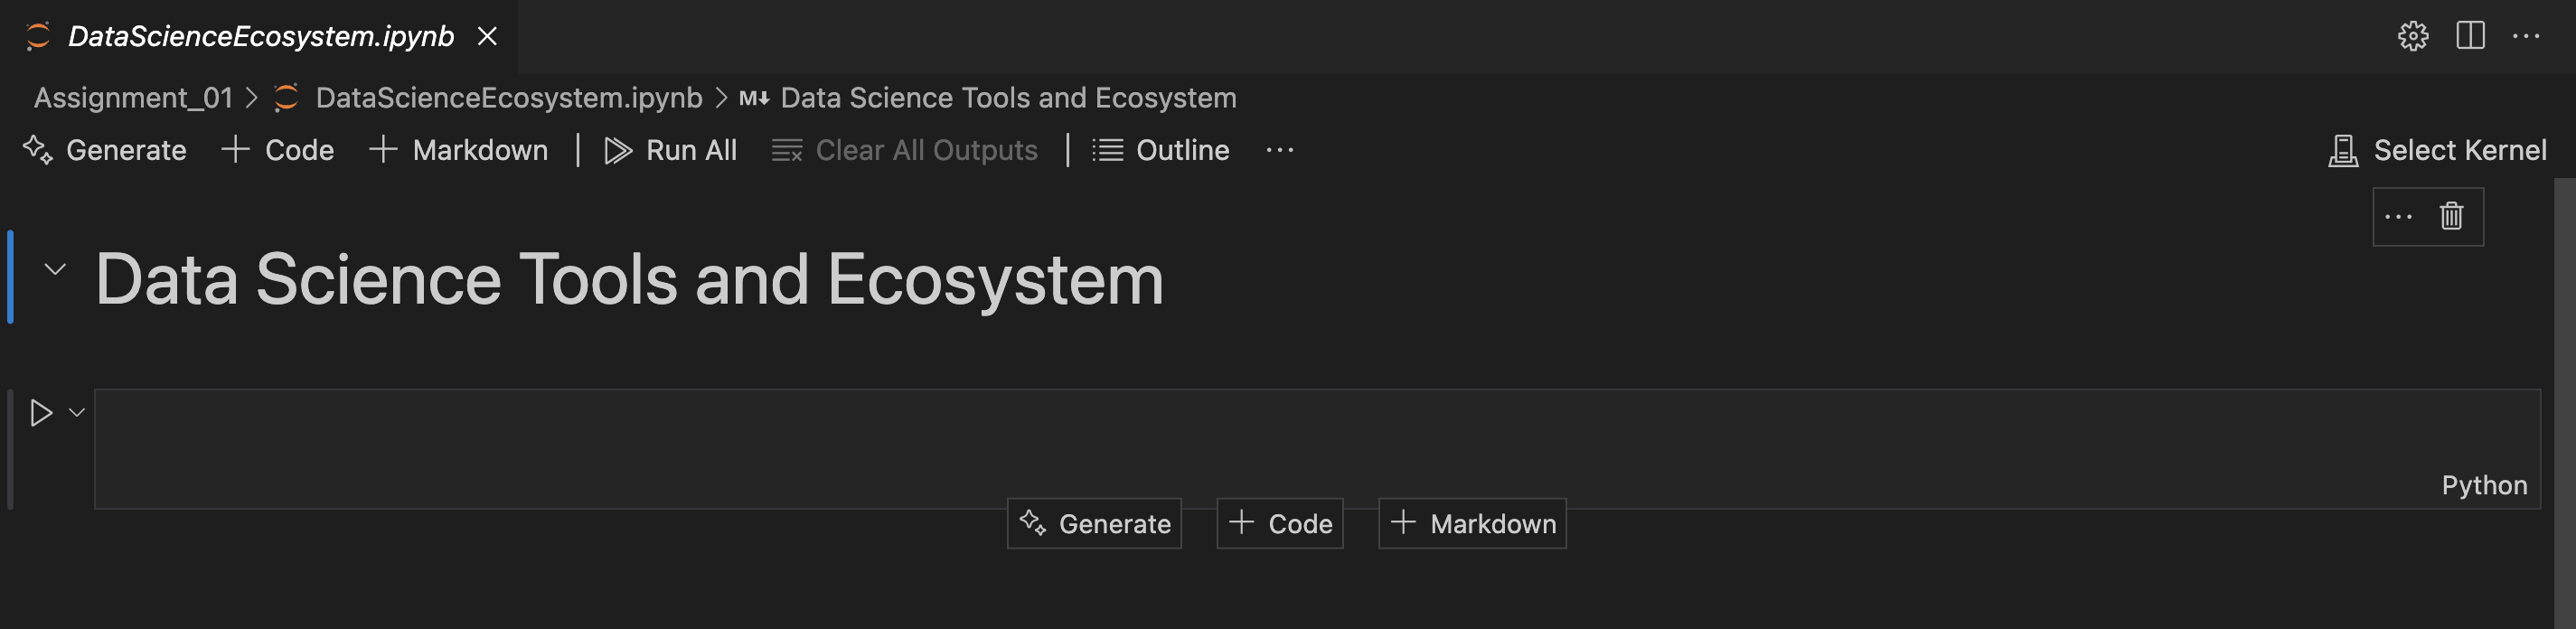 DataScienceEcosystem.ipynb
Assignment_01 > DataScienceEcosystem.ipynb > M↓ Data Science Tools and Ecosystem
Generate + Code + Markdown | Run All Clear All Outputs | Outline ... Select Kernel
Data Science Tools and Ecosystem
Python
Generate + Code + Markdown